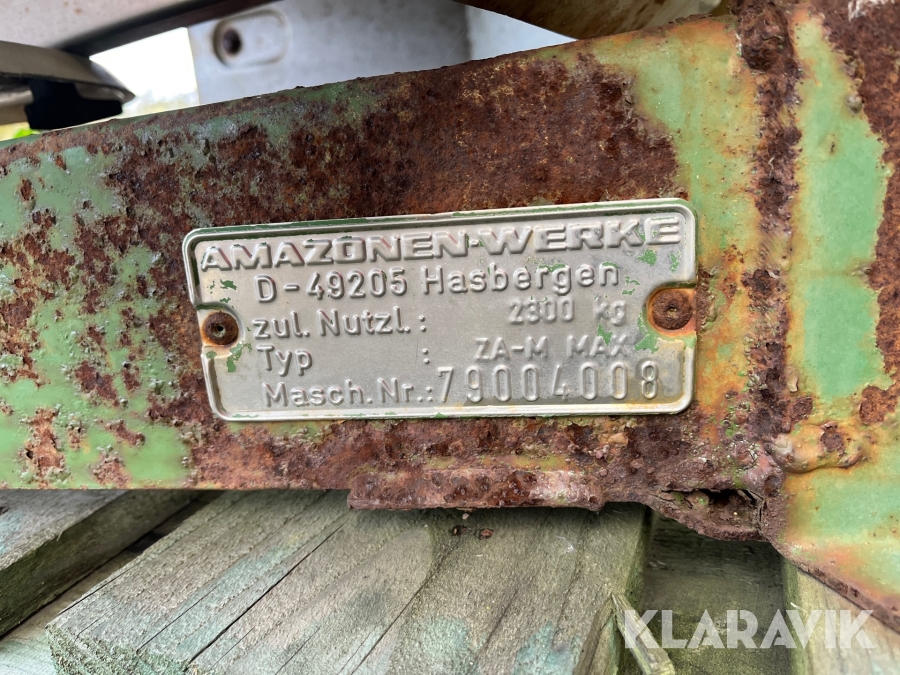 AMAZONEN-WERKE
D-49205 Hasbergen
zul. Nutzl.: 2300 kg
Typ : ZA-M MAX
Masch. Nr.: 79004008
KLARAVIK